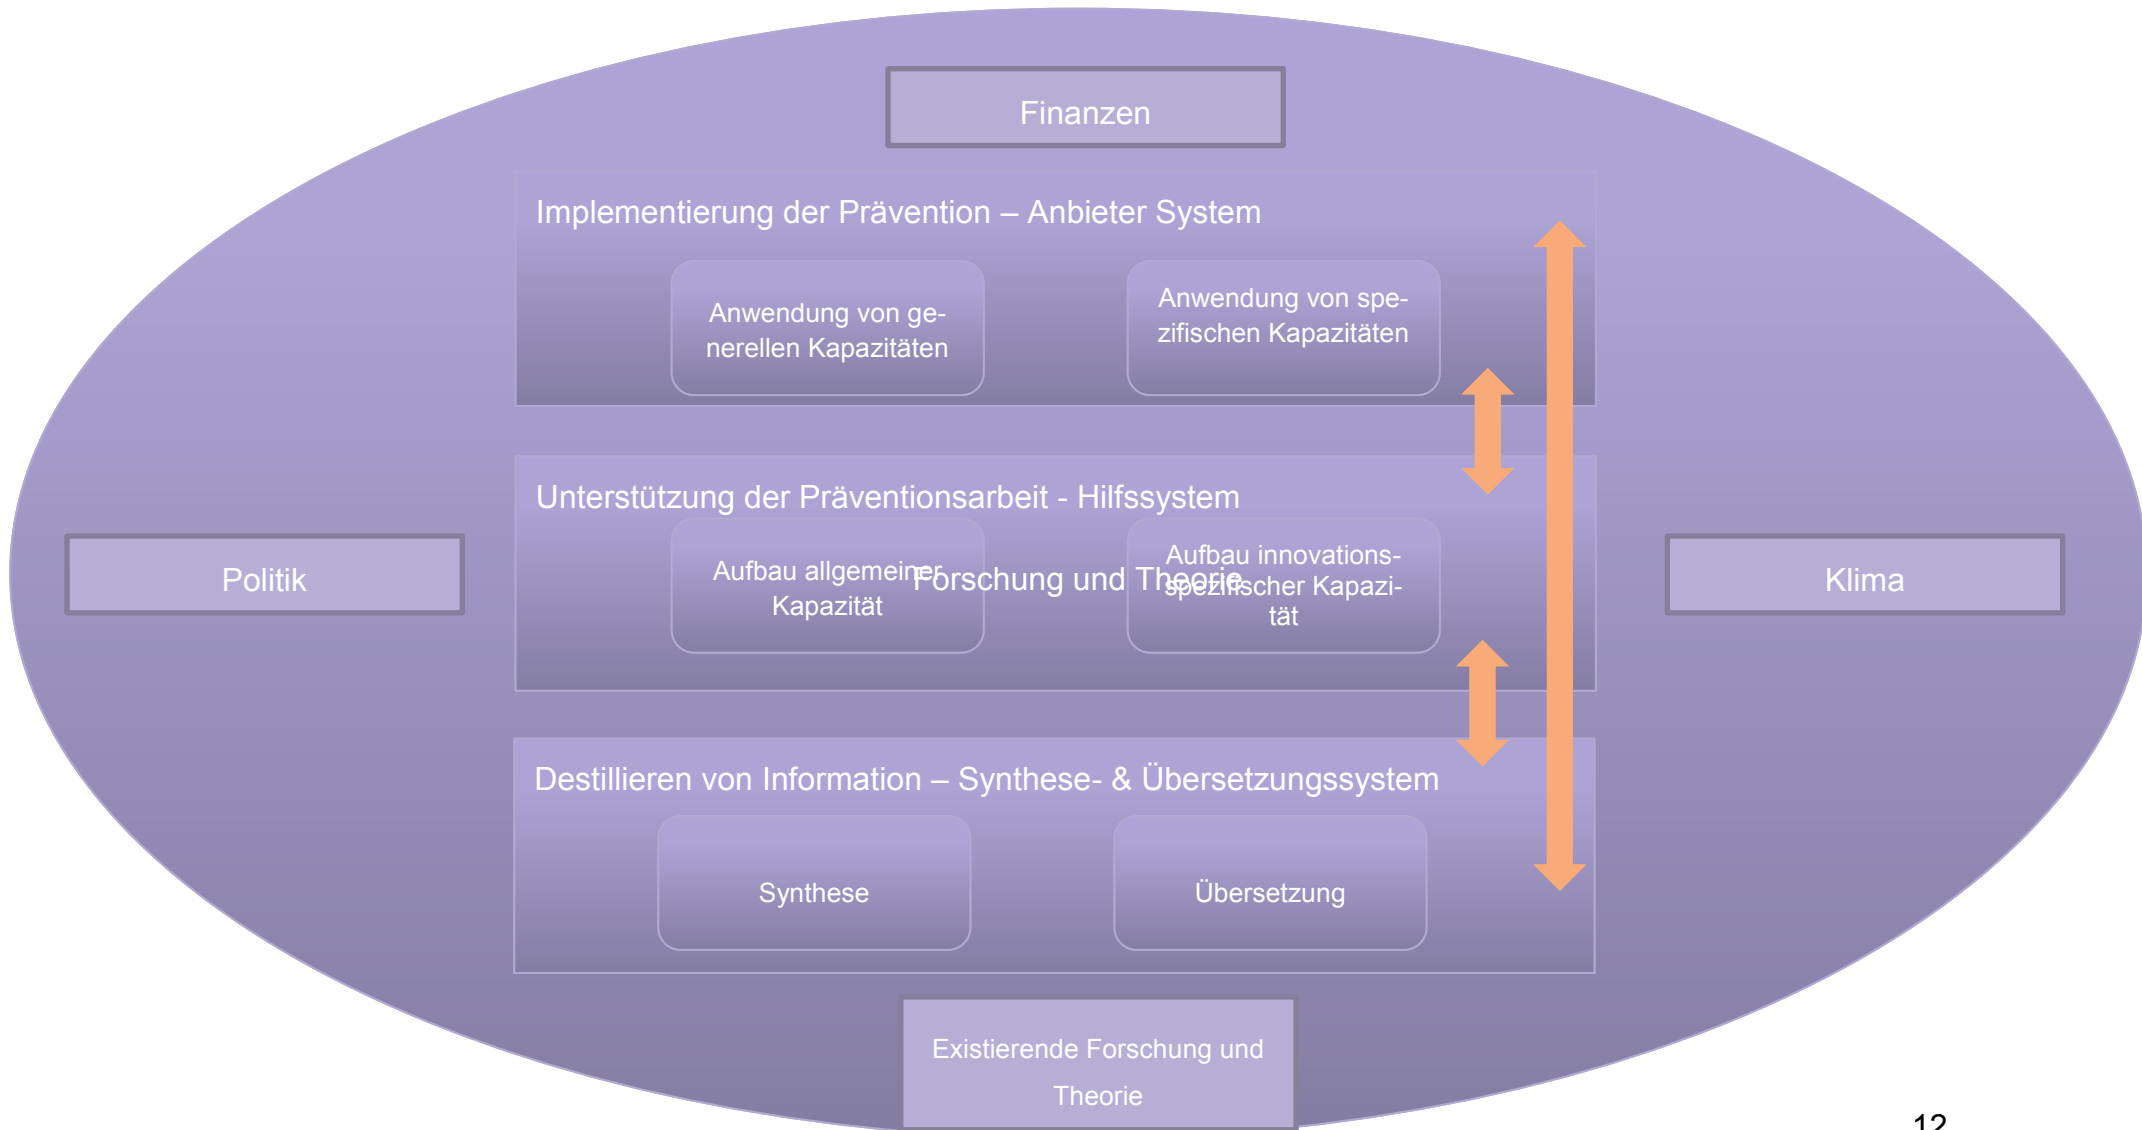 Finanzen
Implementierung der Prävention – Anbieter System
Anwendung von ge-
nerellen Kapazitäten
Anwendung von spe-
zifischen Kapazitäten
Unterstützung der Präventionsarbeit - Hilfssystem
Politik
Aufbau allgemeiner
Kapazität
Forschung und Theorie
Aufbau innovations-
spezifischer Kapazi-
tät
Klima
Destillieren von Information – Synthese- & Übersetzungssystem
Synthese
Übersetzung
Existierende Forschung und
Theorie
12